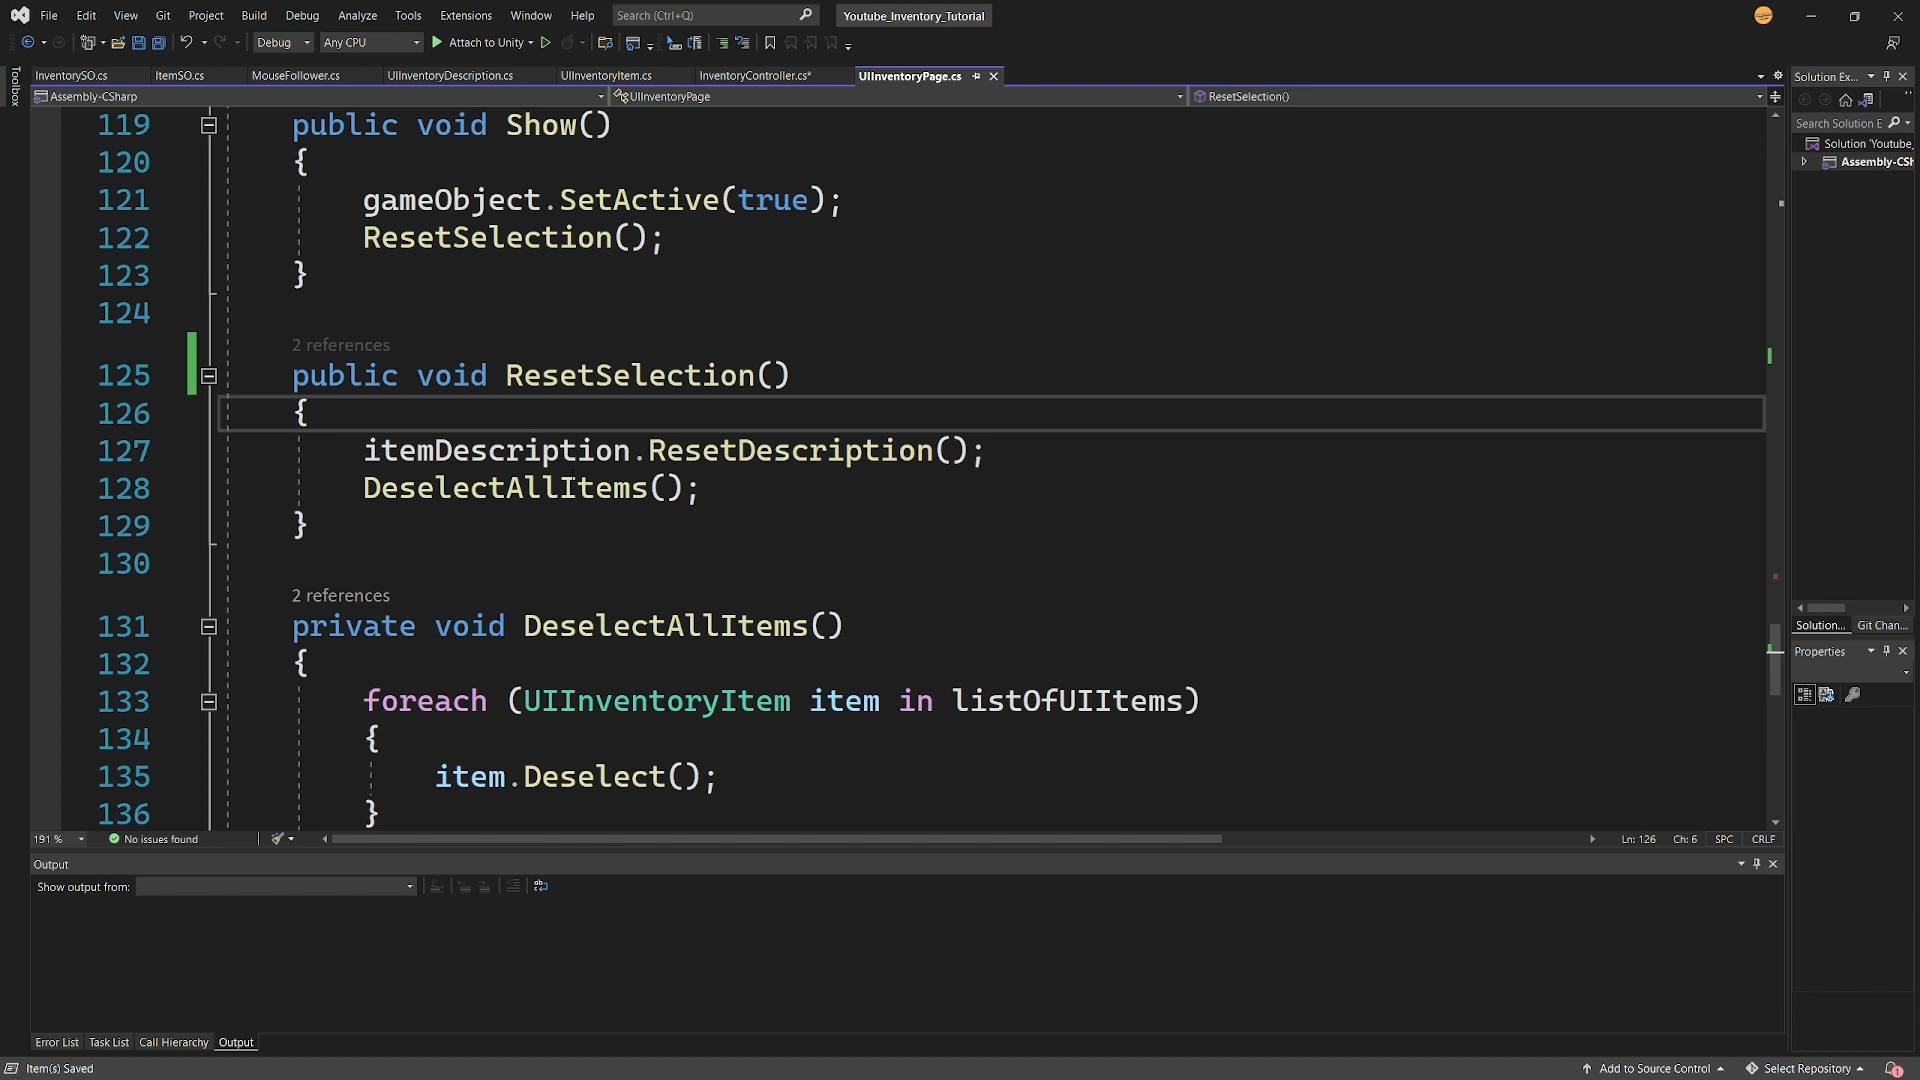 File Edit View Git Project Build Debug Test Analyze Tools Extensions Window Help Search (Ctrl+Q) Youtube_Inventory_Tutorial
Debug Any CPU Attach to Unity
Toolbox
InventorySO.cs ItemSO.cs MouseFollower.cs UIInventoryDescription.cs UIInventoryItem.cs InventoryController.cs* UIInventoryPage.cs
Assembly-CSharp UIInventoryPage ResetSelection()
119 public void Show()
120 {
121 gameObject.SetActive(true);
122 ResetSelection();
123 }
124
2 references
125 public void ResetSelection()
126 {
127 itemDescription.ResetDescription();
128 DeselectAllItems();
129 }
130
2 references
131 private void DeselectAllItems()
132 {
133 foreach (UIInventoryItem item in listOfUIItems)
134 {
135 item.Deselect();
136 }
191 % No issues found Ln: 126 Ch: 6 SPC CRLF
Output
Show output from:
Error List Task List Call Hierarchy Output
Item(s) Saved Add to Source Control Select Repository 1
Solution Ex...
Search Solution E
Solution 'Youtube_
Assembly-CSh
Solution... Git Chan...
Properties